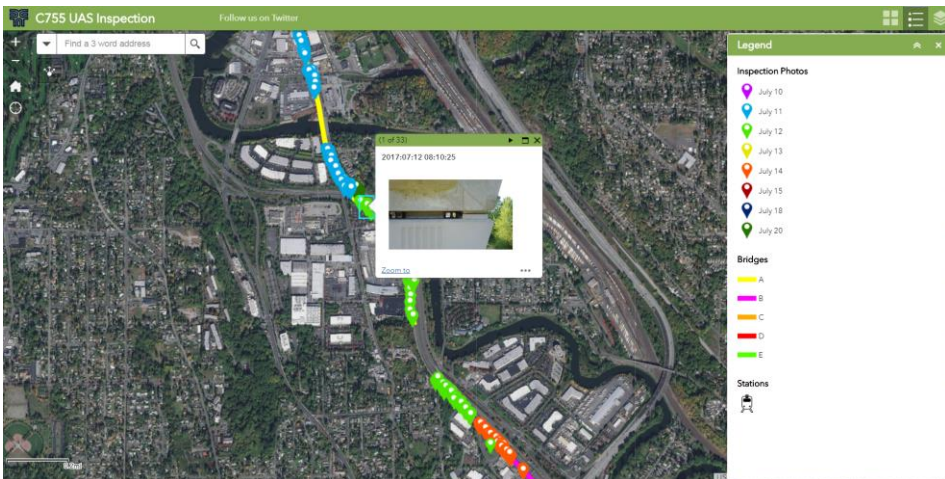 C755 UAS Inspection
Follow us on Twitter
Find a 3 word address
(1 of 33)
2017:07:12 08:10:25
Zoom to
Legend
Inspection Photos
July 10
July 11
July 12
July 13
July 14
July 15
July 18
July 20
Bridges
A
B
C
D
E
Stations